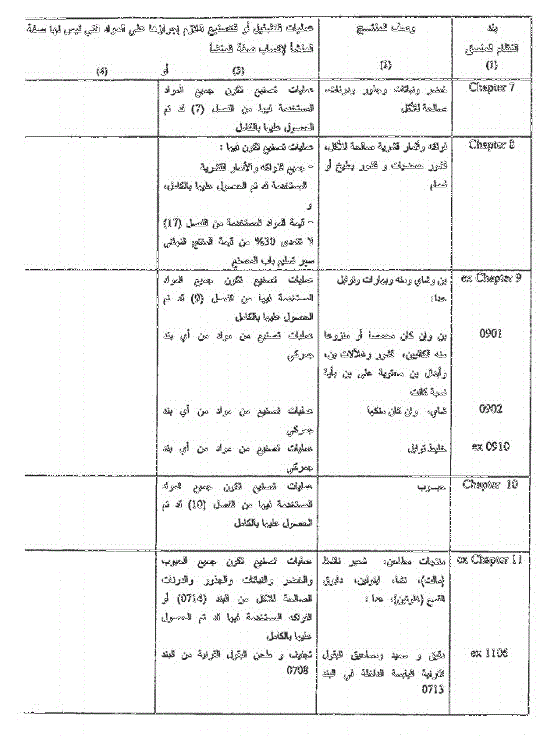 بند
النظام المنسق
(1)
وصف المنتج
(2)
عمليات التشغيل أو التصنيع اللازم إجراؤها على المواد التي ليس لها صفة
المنشأ لإكتساب صفة المنشأ
(3) أو (4)
Chapter 7
خضر ونباتات وجذور ودرنات،
صالحة للأكل
عمليات تصنيع تكون جميع المواد
المستخدمة فيها من الفصل (7) قد تم
الحصول عليها بالكامل
Chapter 8
فواكه وأثمار قشرية صالحة للأكل،
قشور حمضيات و قشور بطيخ أو
شمام
عمليات تصنيع تكون فيها :
- جميع الفواكه والأثمار القشرية
المستخدمة قد تم الحصول عليها بالكامل،
و
- قيمة المواد المستخدمة من الفصل (17)
لا تتعدى 30% من قيمة المنتج النهائي
سعر تسليم باب المصنع
ex Chapter 9
بن وشاي ومته وبهارات وتوابل
عدا:
عمليات تصنيع تكون جميع المواد
المستخدمة فيها من الفصل (9) قد تم
الحصول عليها بالكامل
0901
بن وإن كان محمصا أو منزوعا
منه الكافيين، قشور وغلالات بن،
وأبدال بن محتوية على بن بأية
نسبة كانت
عمليات تصنيع من مواد من أي بند
جمركي
0902
شاي، وإن كان منكها
عمليات تصنيع من مواد من أي بند
جمركي
ex 0910
خليط توابل
عمليات تصنيع من مواد من أي بند
جمركي
Chapter 10
حبوب
عمليات تصنيع تكون جميع المواد
المستخدمة فيها من الفصل (10) قد تم
الحصول عليها بالكامل
ex Chapter 11
منتجات مطاحن؛ شعير ناشط
(مالت)، نشا، اينولين، دابوق
القمح (غلوتين)، عدا :
عمليات تصنيع تكون جميع الحبوب
والخضر والنباتات والجذور والدرنات
الصالحة للأكل من البند (0714) أو
الفواكه المستخدمة فيها قد تم الحصول
عليها بالكامل
ex 1106
دقيق و سميد ومساحيق البقول
القرنية اليابسة الداخلة في البند
0713
تجفيف و طحن البقول القرنية من البند
0708